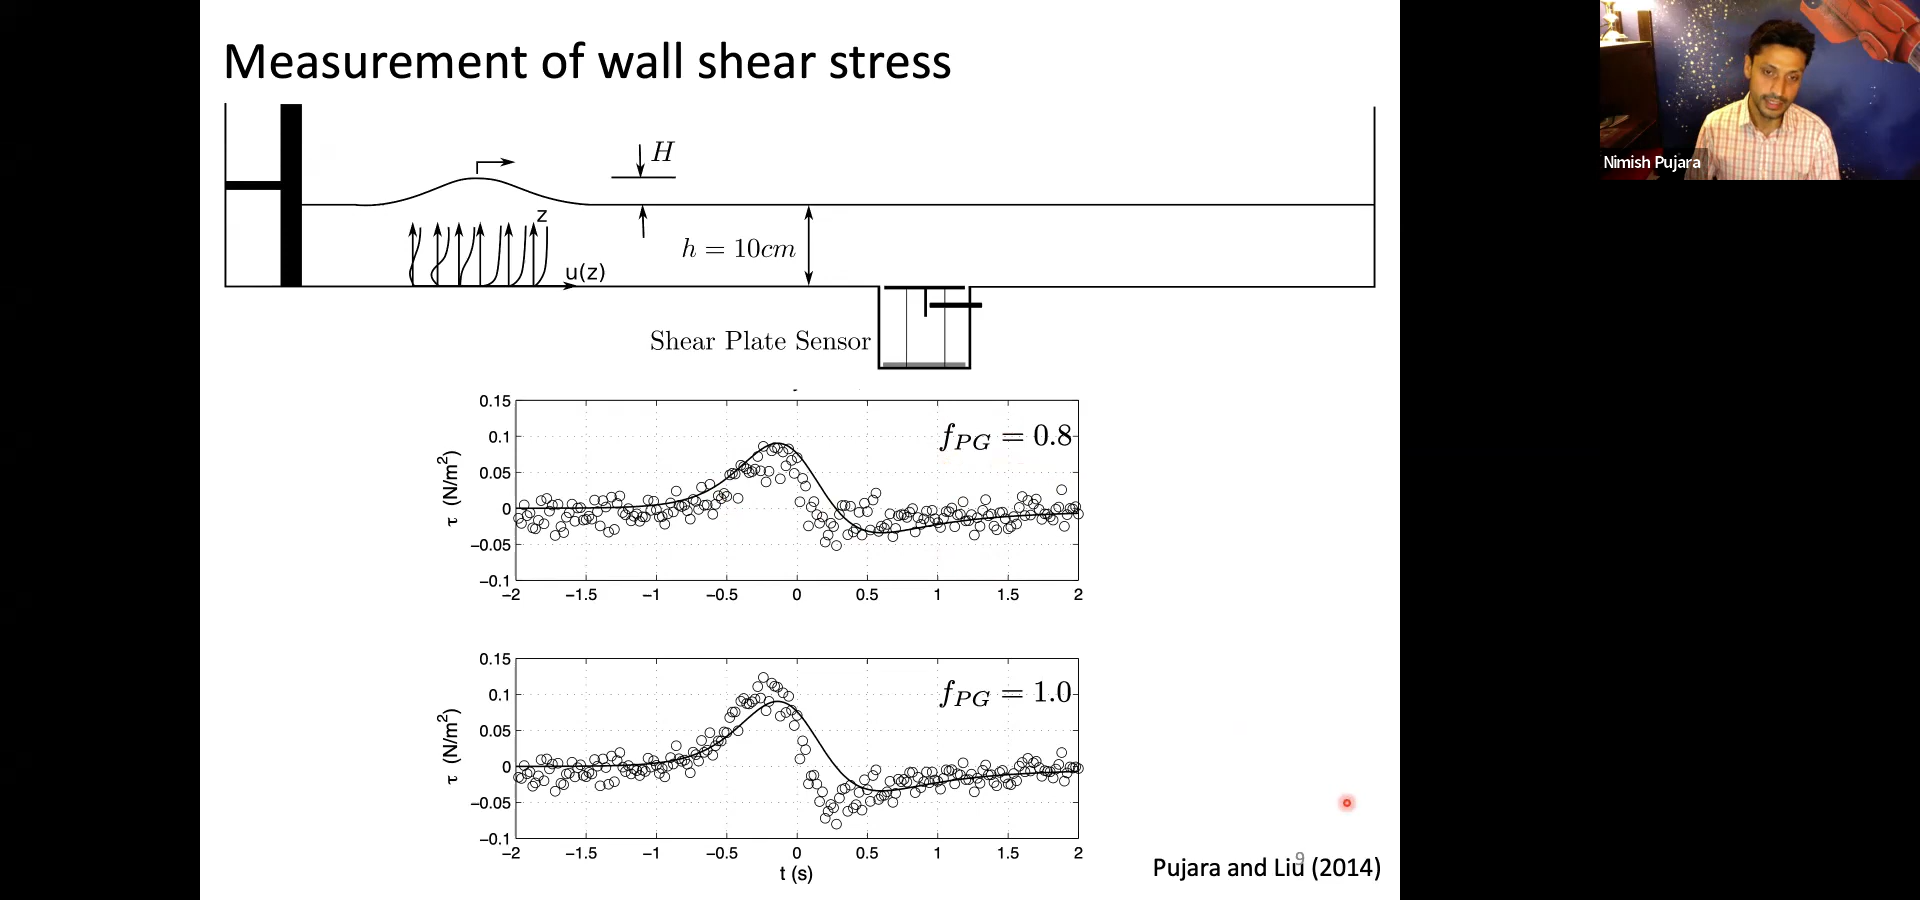 Measurement of wall shear stress
H
z
h = 10cm
u(z)
Shear Plate Sensor
0.15
0.1
0.05
0
−0.05
−0.1
τ (N/m²)
f_PG = 0.8
−2 −1.5 −1 −0.5 0 0.5 1 1.5 2
0.15
0.1
0.05
0
−0.05
−0.1
τ (N/m²)
f_PG = 1.0
−2 −1.5 −1 −0.5 0 0.5 1 1.5 2
t (s)
9
Pujara and Liu (2014)
Nimish Pujara